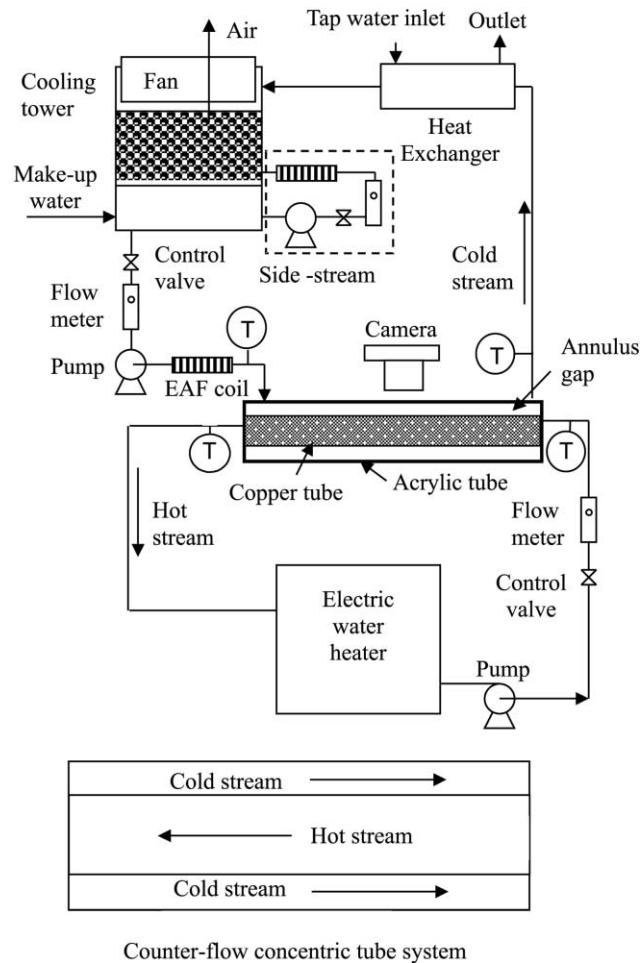 Tap water inlet
Outlet
Air
Cooling
tower
Fan
Heat
Exchanger
Make-up
water
Control
valve
Side -stream
Cold
stream
Flow
meter
T
Camera
T
Annulus
gap
Pump
EAF coil
T
T
Copper tube
Acrylic tube
Hot
stream
Flow
meter
Electric
water
heater
Control
valve
Pump
Cold stream
Hot stream
Cold stream
Counter-flow concentric tube system